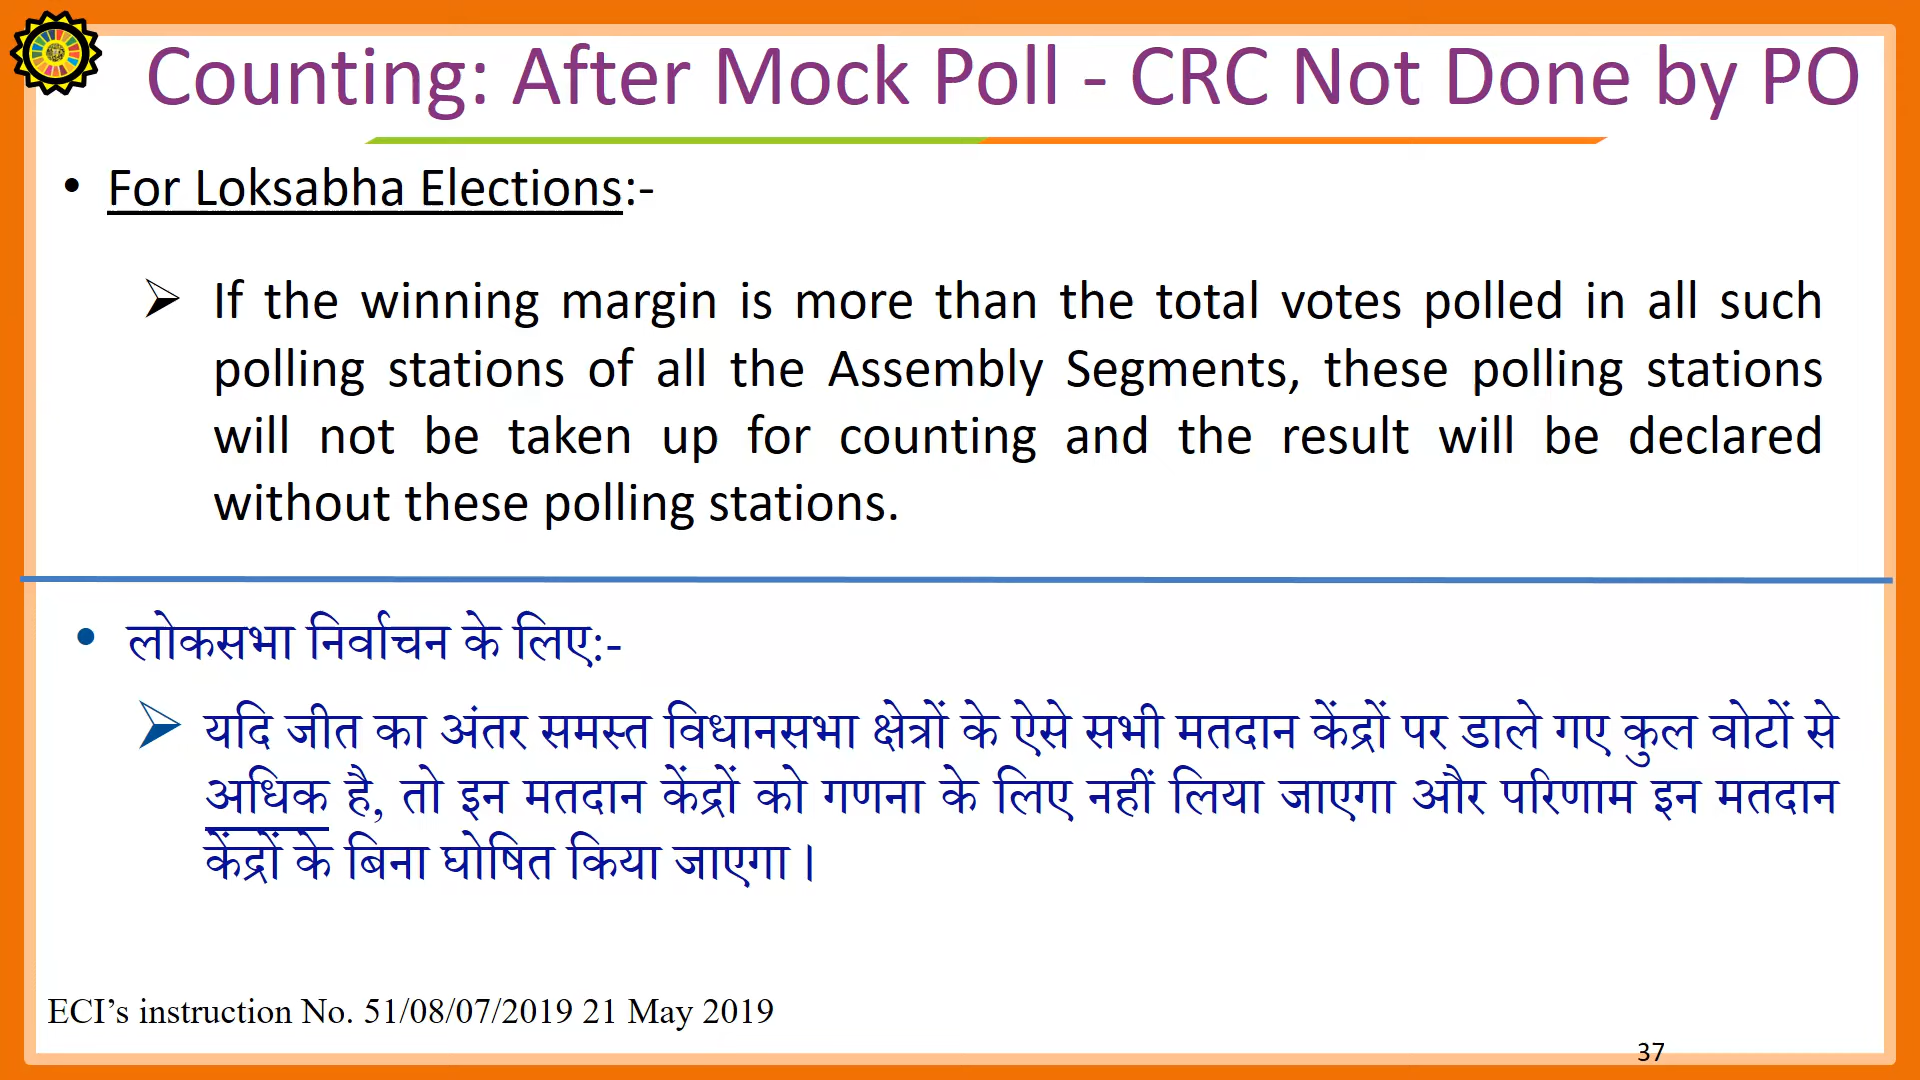 Counting: After Mock Poll - CRC Not Done by PO
• For Loksabha Elections:-
➢ If the winning margin is more than the total votes polled in all such
polling stations of all the Assembly Segments, these polling stations
will not be taken up for counting and the result will be declared
without these polling stations.
• लोकसभा निर्वाचन के लिए:-
➢ यदि जीत का अंतर समस्त विधानसभा क्षेत्रों के ऐसे सभी मतदान केंद्रों पर डाले गए कुल वोटों से
अधिक है, तो इन मतदान केंद्रों को गणना के लिए नहीं लिया जाएगा और परिणाम इन मतदान
केंद्रों के बिना घोषित किया जाएगा।
ECI’s instruction No. 51/08/07/2019 21 May 2019
37